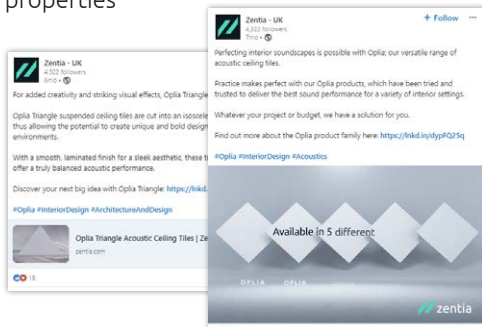 properties
Zentia - UK
4,322 followers
6mo •
For added creativity and striking visual effects, Oplia Triangle
Oplia Triangle suspended ceiling tiles are cut into an isoscele
thus allowing the potential to create unique and bold design
environments.
With a smooth, laminated finish for a sleek aesthetic, these t
offer a truly balanced acoustic performance.
Discover your next big idea with Oplia Triangle: https://lnkd.
#Oplia #InteriorDesign #ArchitectureAndDesign
Oplia Triangle Acoustic Ceiling Tiles | Ze
zentia.com
18
Zentia - UK
4,322 followers
7mo •
+ Follow ...
Perfecting interior soundscapes is possible with Oplia; our versatile range of
acoustic ceiling tiles.
Practice makes perfect with our Oplia products, which have been tried and
trusted to deliver the best sound performance for a variety of interior settings.
Whatever your project or budget, we have a solution for you.
Find out more about the Oplia product family here: https://lnkd.in/dypFQ25q
#Oplia #InteriorDesign #Acoustics
Available in 5 different
OPLIA OPLIA
zentia